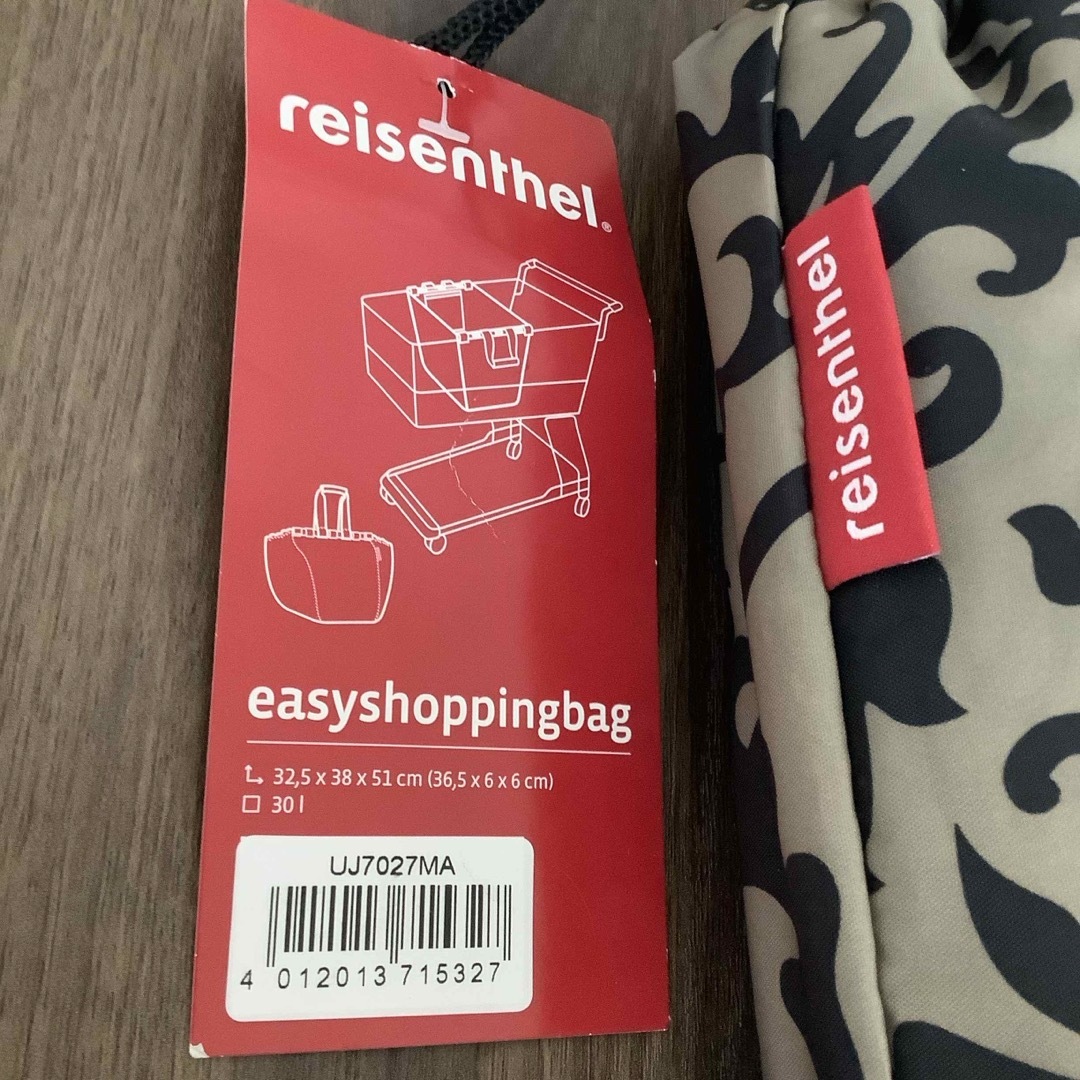 reisenthel®
easyshoppingbag
32,5 x 38 x 51 cm (36,5 x 6 x 6 cm)
30 l
UJ7027MA
4 012013 715327
reisenthel